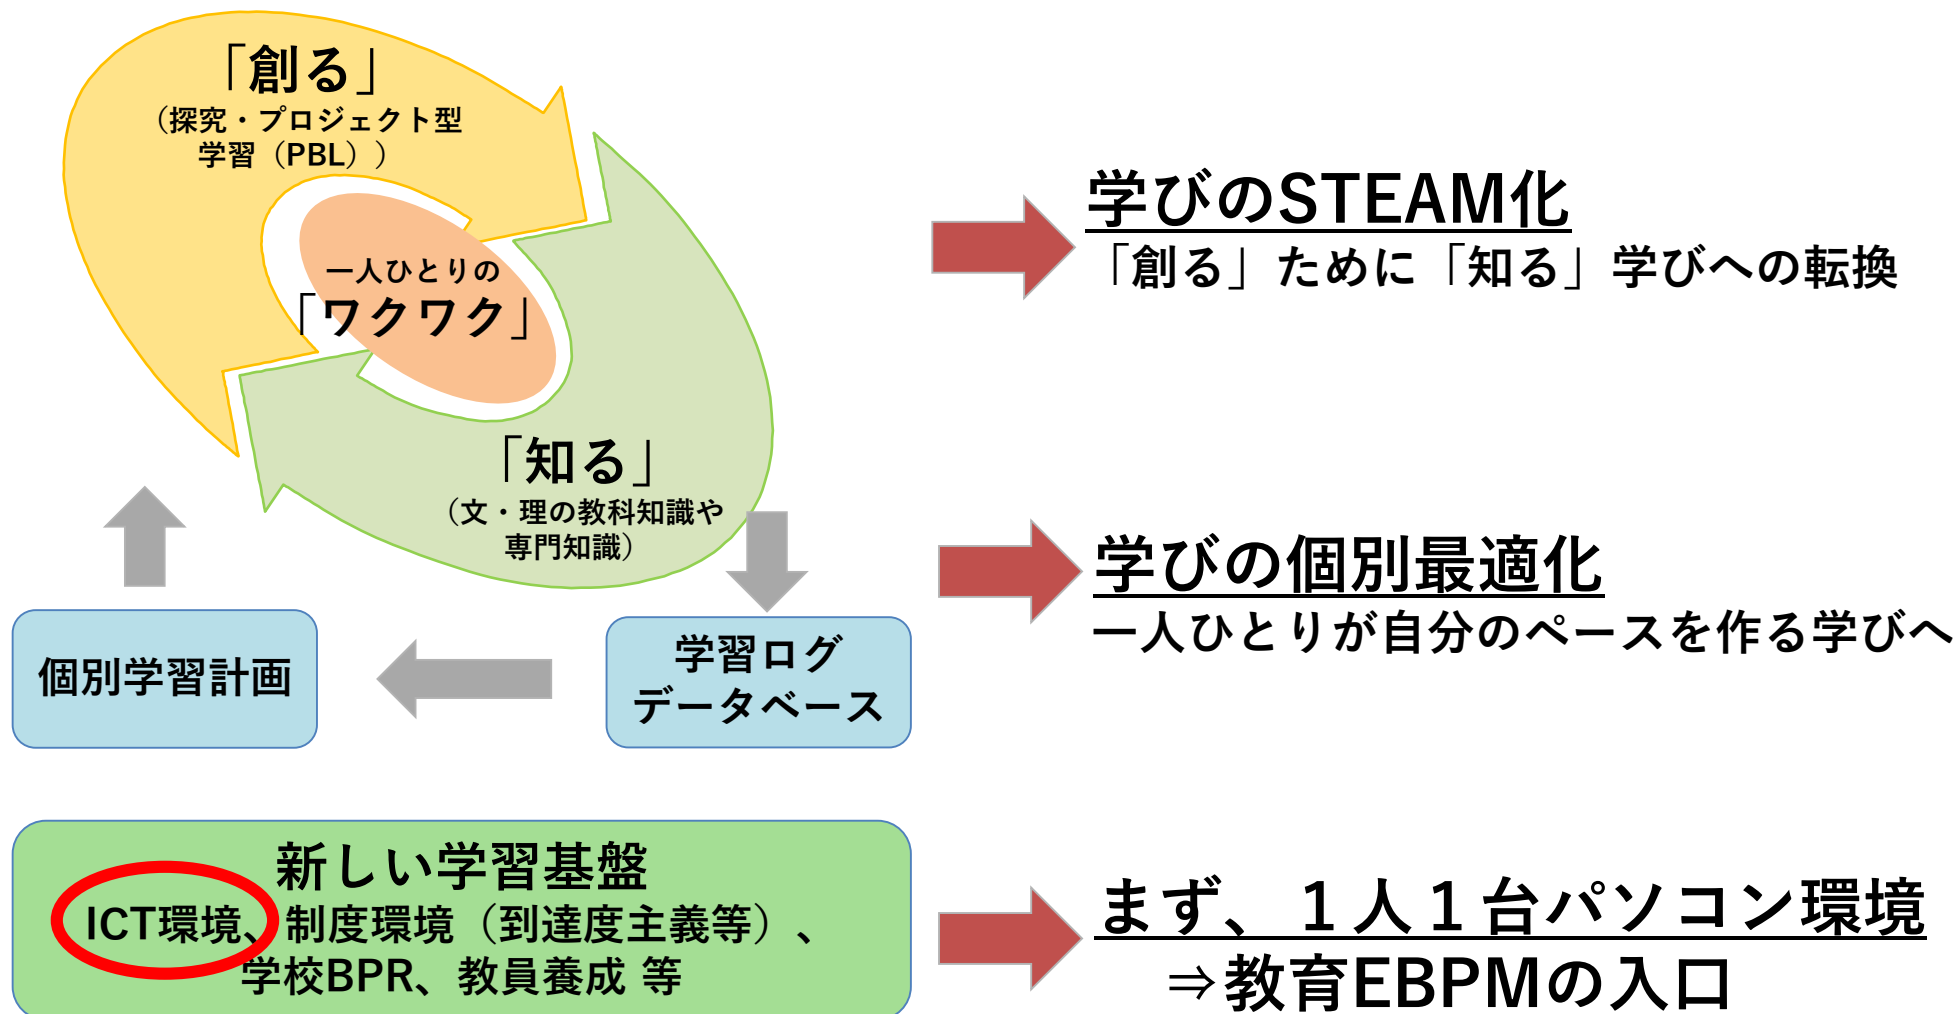 「創る」
（探究・プロジェクト型
学習（PBL））
一人ひとりの
「ワクワク」
「知る」
（文・理の教科知識や
専門知識）
個別学習計画
学習ログ
データベース
新しい学習基盤
ICT環境、制度環境（到達度主義等）、
学校BPR、教員養成 等
学びのSTEAM化
「創る」ために「知る」学びへの転換
学びの個別最適化
一人ひとりが自分のペースを作る学びへ
まず、１人１台パソコン環境
⇒教育EBPMの入口